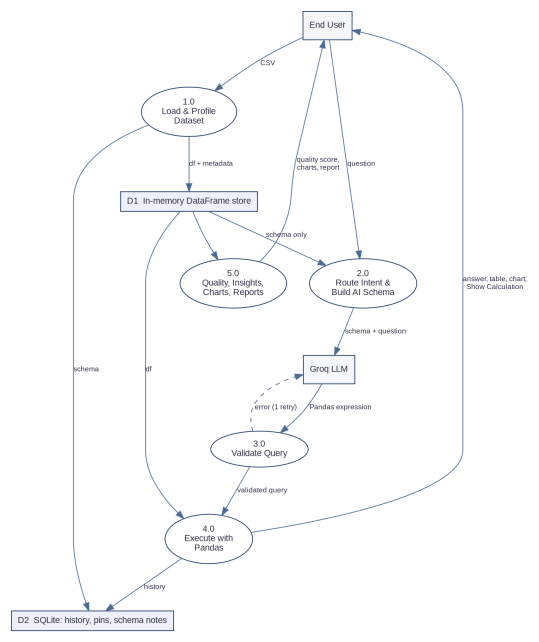 End User
CSV
1.0
Load & Profile
Dataset
df + metadata
quality score,
charts, report
question
D1  In-memory DataFrame store
schema only
5.0
Quality, Insights,
Charts, Reports
2.0
Route Intent &
Build AI Schema
answer, table, chart,
Show Calculation
schema + question
schema
df
Groq LLM
error (1 retry)
Pandas expression
3.0
Validate Query
validated query
4.0
Execute with
Pandas
history
D2  SQLite: history, pins, schema notes